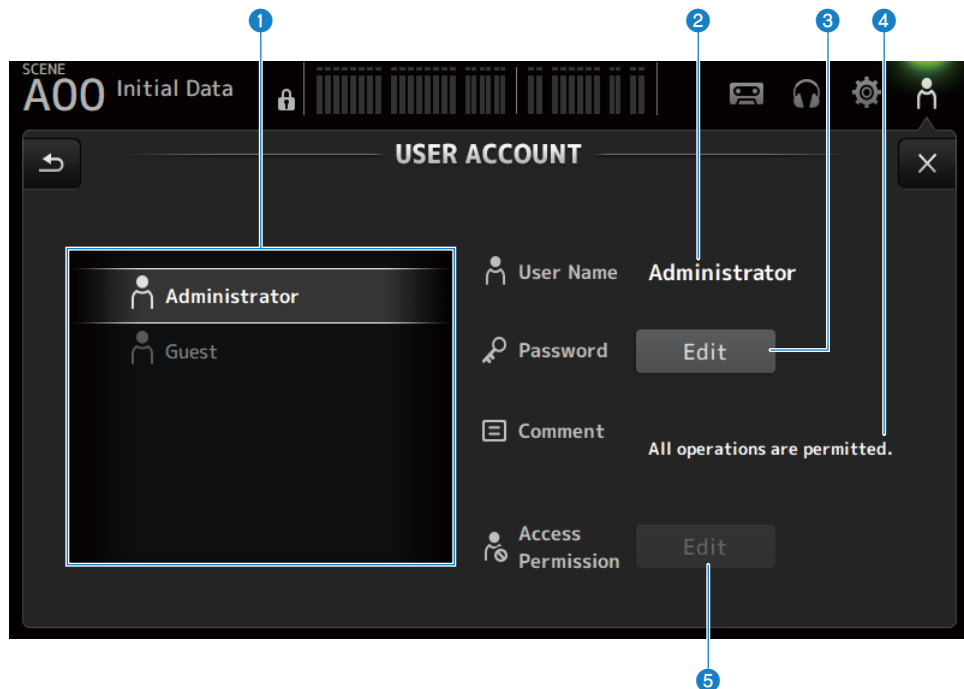 1 2 3 4
SCENE
A00 Initial Data
USER ACCOUNT
Administrator
Guest
User Name Administrator
Password Edit
Comment
All operations are permitted.
Access
Permission Edit
5